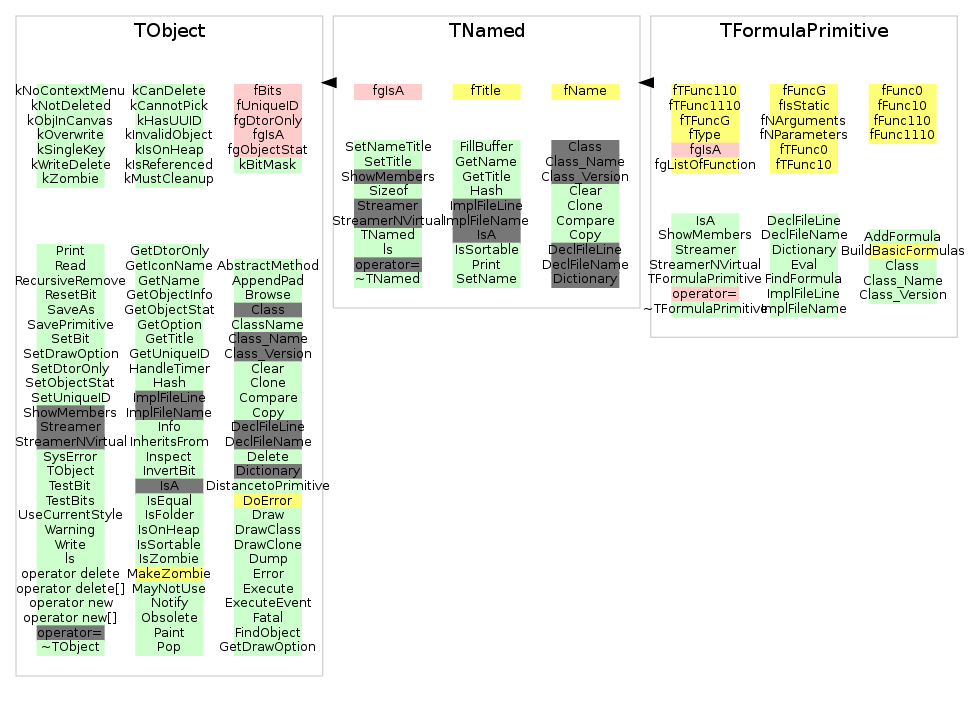 TObject
kNoContextMenu
kNotDeleted
kObjInCanvas
kOverwrite
kSingleKey
kWriteDelete
kZombie
kCanDelete
kCannotPick
kHasUUID
kInvalidObject
kIsOnHeap
kIsReferenced
kMustCleanup
fBits
fUniqueID
fgDtorOnly
fgIsA
fgObjectStat
kBitMask
Print
Read
RecursiveRemove
ResetBit
SaveAs
SavePrimitive
SetBit
SetDrawOption
SetDtorOnly
SetObjectStat
SetUniqueID
ShowMembers
Streamer
StreamerNVirtual
SysError
TObject
TestBit
TestBits
UseCurrentStyle
Warning
Write
ls
operator delete
operator delete[]
operator new
operator new[]
operator=
~TObject
GetDtorOnly
GetIconName
GetName
GetObjectInfo
GetObjectStat
GetOption
GetTitle
GetUniqueID
HandleTimer
Hash
ImplFileLine
ImplFileName
Info
InheritsFrom
Inspect
InvertBit
IsA
IsEqual
IsFolder
IsOnHeap
IsSortable
IsZombie
MakeZombie
MayNotUse
Notify
Obsolete
Paint
Pop
AbstractMethod
AppendPad
Browse
Class
ClassName
Class_Name
Class_Version
Clear
Clone
Compare
Copy
DeclFileLine
DeclFileName
Delete
Dictionary
DistancetoPrimitive
DoError
Draw
DrawClass
DrawClone
Dump
Error
Execute
ExecuteEvent
Fatal
FindObject
GetDrawOption
TNamed
fgIsA
fTitle
fName
SetNameTitle
SetTitle
ShowMembers
Sizeof
Streamer
StreamerNVirtual
TNamed
ls
operator=
~TNamed
FillBuffer
GetName
GetTitle
Hash
ImplFileLine
ImplFileName
IsA
IsSortable
Print
SetName
Class
Class_Name
Class_Version
Clear
Clone
Compare
Copy
DeclFileLine
DeclFileName
Dictionary
TFormulaPrimitive
fTFunc110
fTFunc1110
fTFuncG
fType
fgIsA
fgListOfFunction
fFuncG
fIsStatic
fNArguments
fNParameters
fTFunc0
fTFunc10
fFunc0
fFunc10
fFunc110
fFunc1110
IsA
ShowMembers
Streamer
StreamerNVirtual
TFormulaPrimitive
operator=
~TFormulaPrimitive
DeclFileLine
DeclFileName
Dictionary
Eval
FindFormula
ImplFileLine
ImplFileName
AddFormula
BuildBasicFormulas
Class
Class_Name
Class_Version